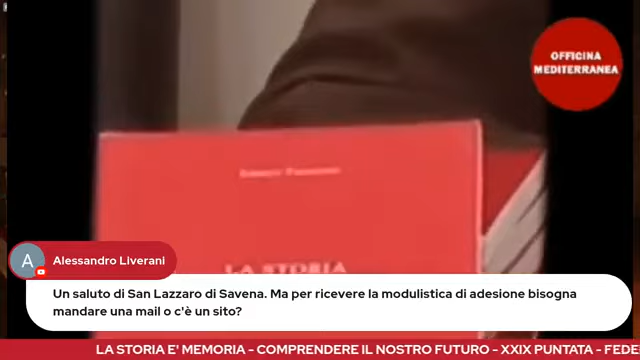 OFFICINA
MEDITERRANEA
LA STORIA
Alessandro Liverani
Un saluto di San Lazzaro di Savena. Ma per ricevere la modulistica di adesione bisogna
mandare una mail o c'è un sito?
LA STORIA E' MEMORIA - COMPRENDERE IL NOSTRO FUTURO - XXIX PUNTATA - FEDE